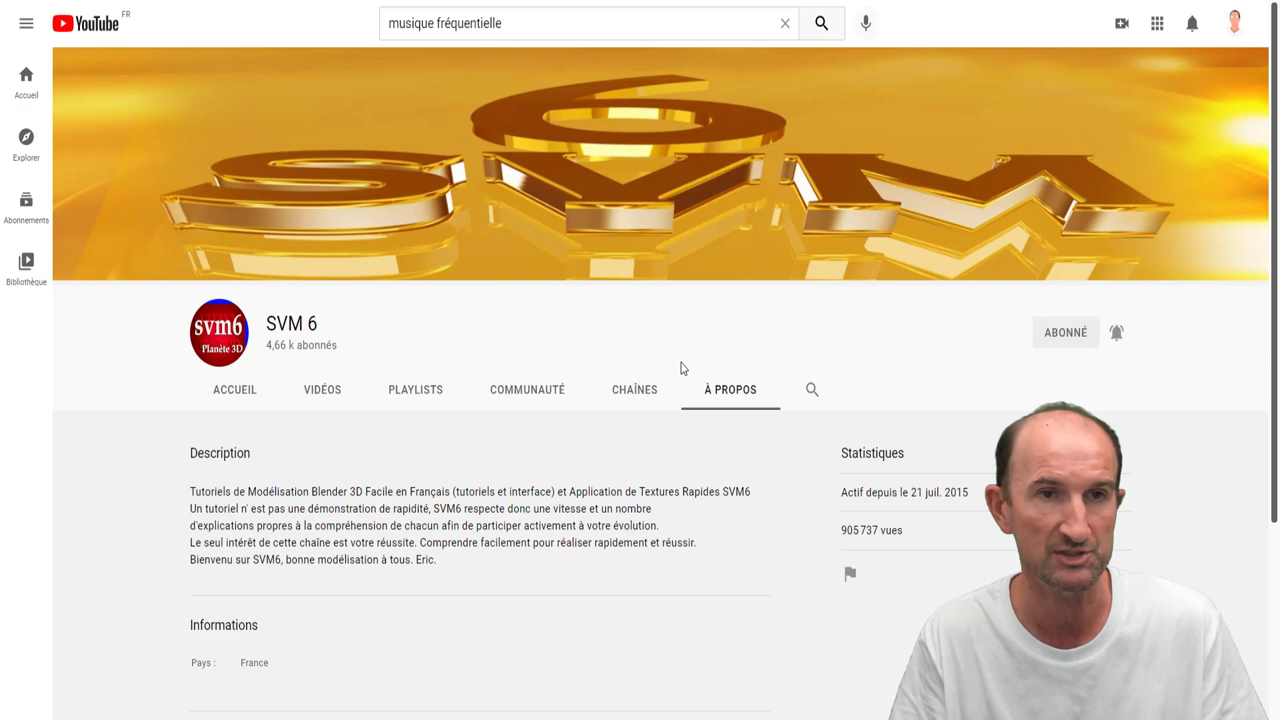 YouTube FR
musique fréquentielle
Accueil
Explorer
Abonnements
Bibliothèque
6
SVM
svm6
Planète 3D
SVM 6
4,66 k abonnés
ABONNÉ
ACCUEIL VIDÉOS PLAYLISTS COMMUNAUTÉ CHAÎNES À PROPOS
Description
Tutoriels de Modélisation Blender 3D Facile en Français (tutoriels et interface) et Application de Textures Rapides SVM6
Un tutoriel n' est pas une démonstration de rapidité, SVM6 respecte donc une vitesse et un nombre
d'explications propres à la compréhension de chacun afin de participer activement à votre évolution.
Le seul intérêt de cette chaîne est votre réussite. Comprendre facilement pour réaliser rapidement et réussir.
Bienvenu sur SVM6, bonne modélisation à tous. Eric.
Informations
Pays : France
Statistiques
Actif depuis le 21 juil. 2015
905 737 vues